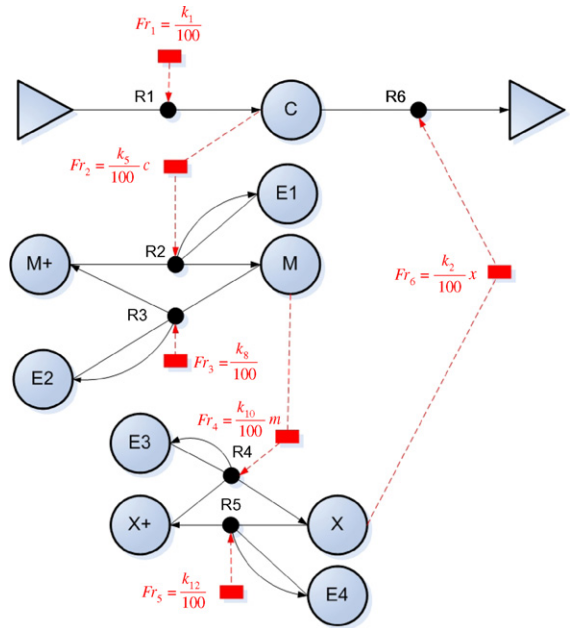 Fr₁ = k₁/100
R1
C
R6
Fr₂ = k₅/100 c
E1
R2
M+
M
Fr₆ = k₂/100 x
R3
Fr₃ = k₈/100
E2
Fr₄ = k₁₀/100 m
E3
R4
R5
X+
X
Fr₅ = k₁₂/100
E4